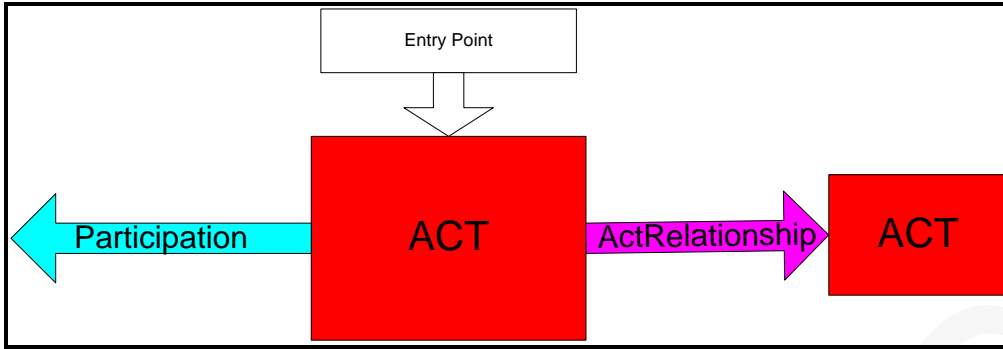 Entry Point
Participation
ACT
ActRelationship
ACT